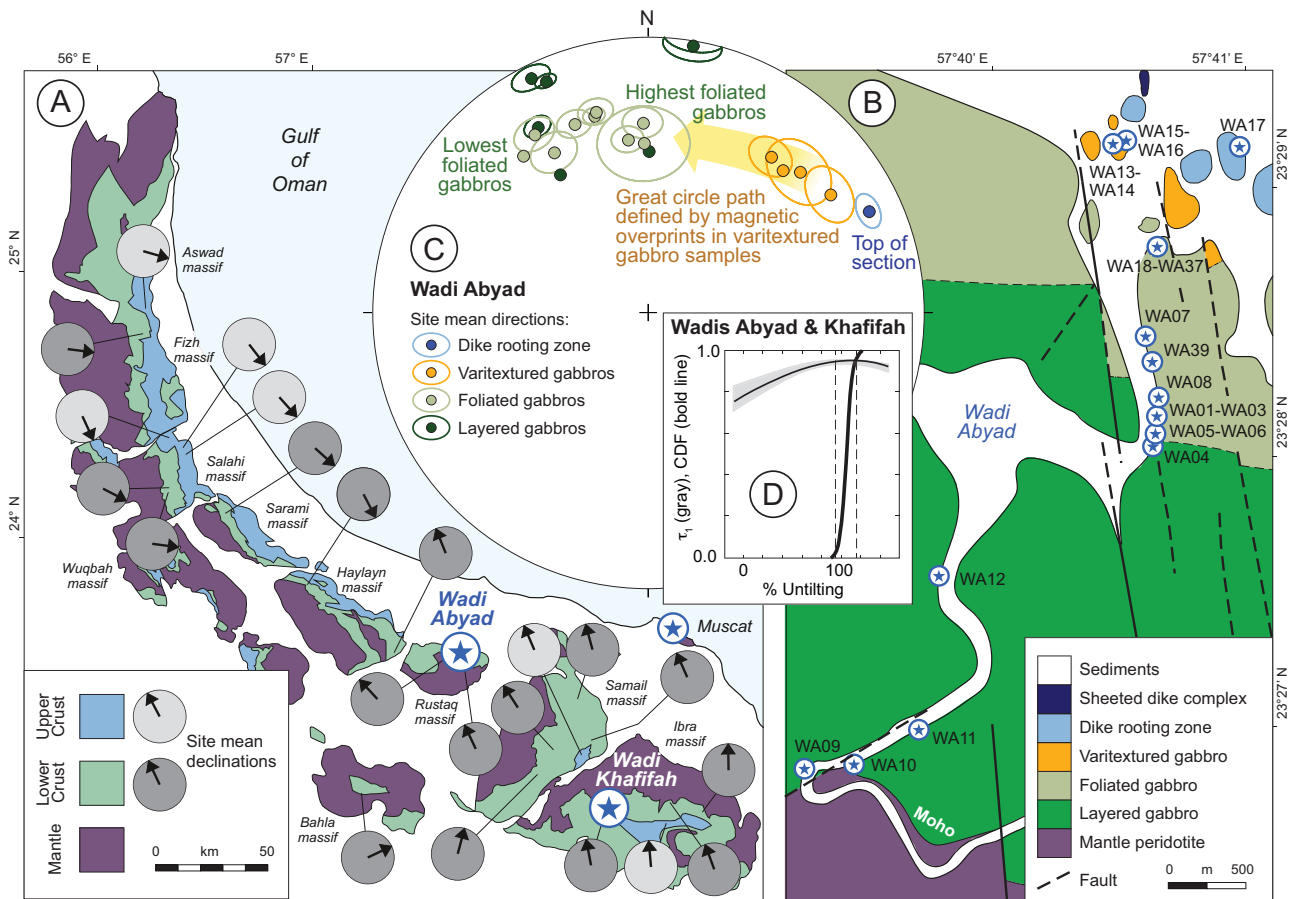 N
56° E
57° E
57° 40' E
57° 41' E
A
Gulf
of
Oman
25° N
24° N
Aswad
massif
Fizh
massif
Salahi
massif
Sarami
massif
Wuqbah
massif
Haylayn
massif
Wadi
Abyad
Rustaq
massif
Muscat
Samail
massif
Ibra
massif
Wadi
Khafifah
Bahla
massif
Upper
Crust
Lower
Crust
Mantle
Site mean
declinations
0 km 50
Highest foliated
gabbros
Lowest
foliated
gabbros
Great circle path
defined by magnetic
overprints in varitextured
gabbro samples
Top of
section
C
Wadi Abyad
Site mean directions:
Dike rooting zone
Varitextured gabbros
Foliated gabbros
Layered gabbros
Wadis Abyad & Khafifah
1.0
0.0
τ1 (gray), CDF (bold line)
D
0
100
% Untilting
B
WA15-
WA16
WA17
WA13-
WA14
WA18-WA37
WA07
WA39
WA08
WA01-WA03
WA05-WA06
WA04
Wadi
Abyad
WA12
WA11
WA09
WA10
Moho
23°29' N
23°28' N
23°27' N
Sediments
Sheeted dike complex
Dike rooting zone
Varitextured gabbro
Foliated gabbro
Layered gabbro
Mantle peridotite
Fault
0 m 500